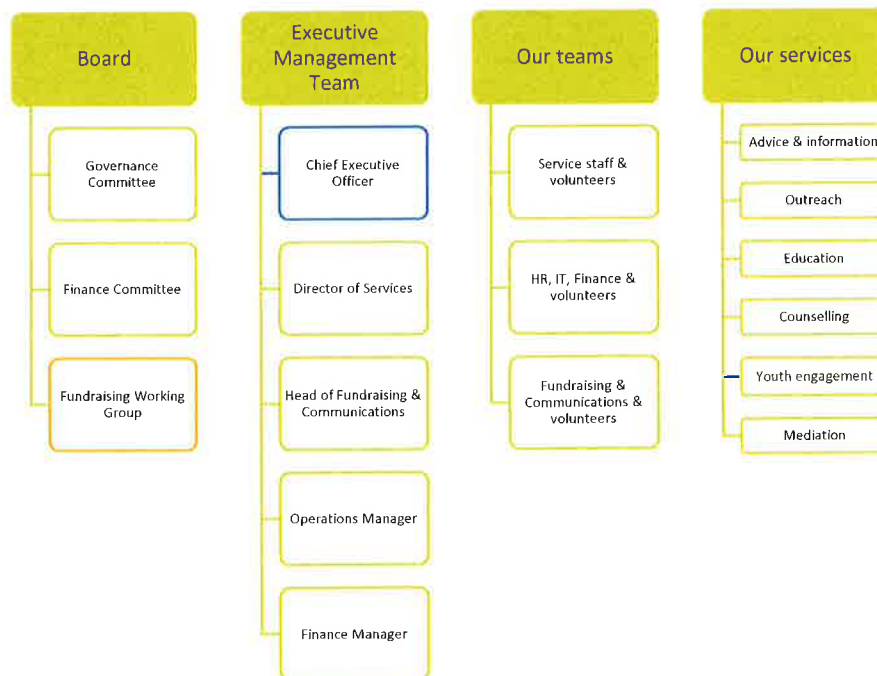 Board
Governance
Committee
Finance Committee
Fundraising Working
Group
Executive
Management
Team
Chief Executive
Officer
Director of Services
Head of Fundraising &
Communications
Operations Manager
Finance Manager
Our teams
Service staff &
volunteers
HR, IT, Finance &
volunteers
Fundraising &
Communications &
volunteers
Our services
Advice & information
Outreach
Education
Counselling
Youth engagement
Mediation